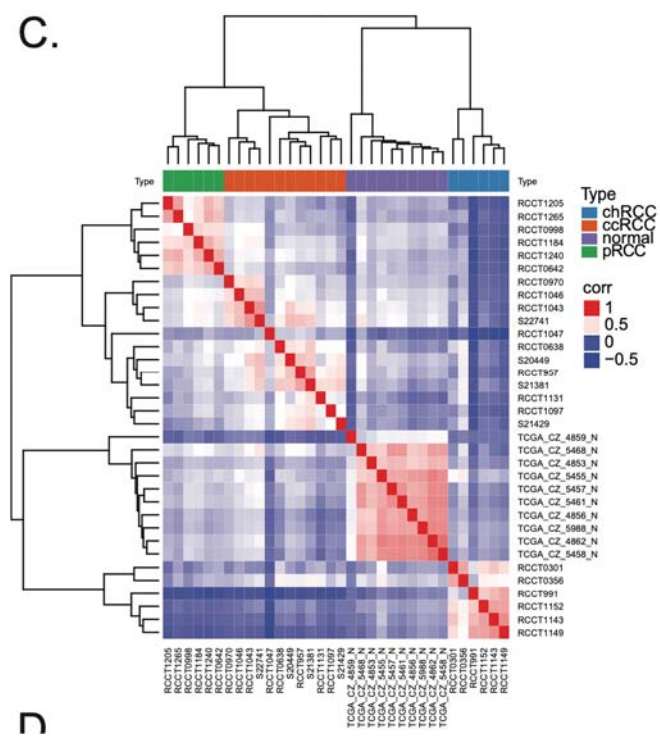 C.
Type
Type
RCCT1205
RCCT1265
RCCT0998
RCCT1184
RCCT1240
RCCT0642
RCCT0970
RCCT1046
RCCT1043
S22741
RCCT1047
RCCT0638
S20449
RCCT957
S21381
RCCT1131
RCCT1097
S21429
TCGA_CZ_4859_N
TCGA_CZ_5468_N
TCGA_CZ_4853_N
TCGA_CZ_5455_N
TCGA_CZ_5457_N
TCGA_CZ_5461_N
TCGA_CZ_4856_N
TCGA_CZ_5988_N
TCGA_CZ_4862_N
TCGA_CZ_5458_N
RCCT0301
RCCT0356
RCCT991
RCCT1152
RCCT1143
RCCT1149
Type
chRCC
ccRCC
normal
pRCC
corr
1
0.5
0
−0.5
RCCT1205
RCCT1265
RCCT0998
RCCT1184
RCCT1240
RCCT0642
RCCT0970
RCCT1046
RCCT1043
S22741
RCCT1047
RCCT0638
S20449
RCCT957
S21381
RCCT1131
RCCT1097
S21429
TCGA_CZ_4859_N
TCGA_CZ_5468_N
TCGA_CZ_4853_N
TCGA_CZ_5455_N
TCGA_CZ_5457_N
TCGA_CZ_5461_N
TCGA_CZ_4856_N
TCGA_CZ_5988_N
TCGA_CZ_4862_N
TCGA_CZ_5458_N
RCCT0301
RCCT0356
RCCT991
RCCT1152
RCCT1143
RCCT1149